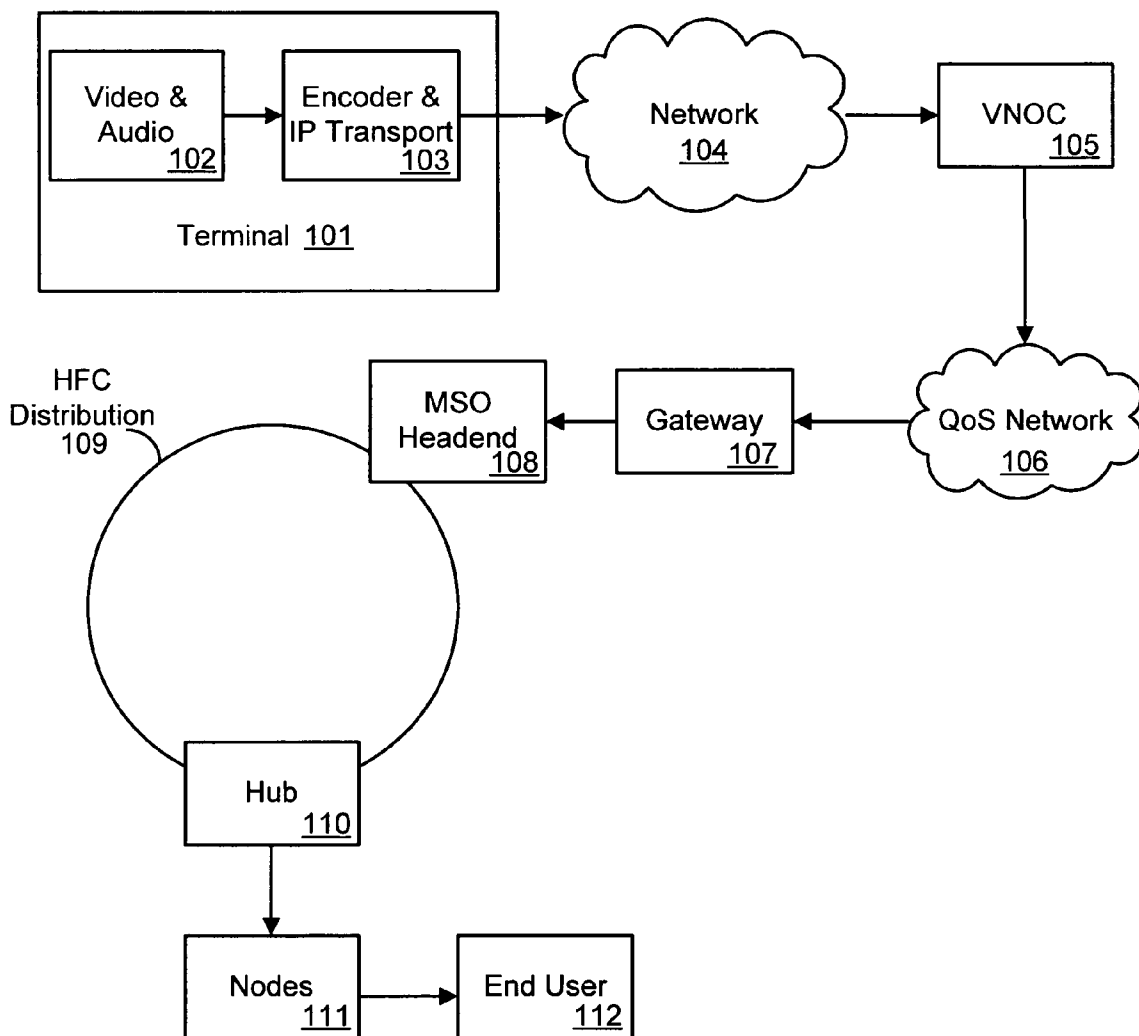 Video &
Audio
102
Encoder &
IP Transport
103
Terminal 101
Network
104
VNOC
105
QoS Network
106
Gateway
107
MSO
Headend
108
HFC
Distribution
109
Hub
110
Nodes
111
End User
112